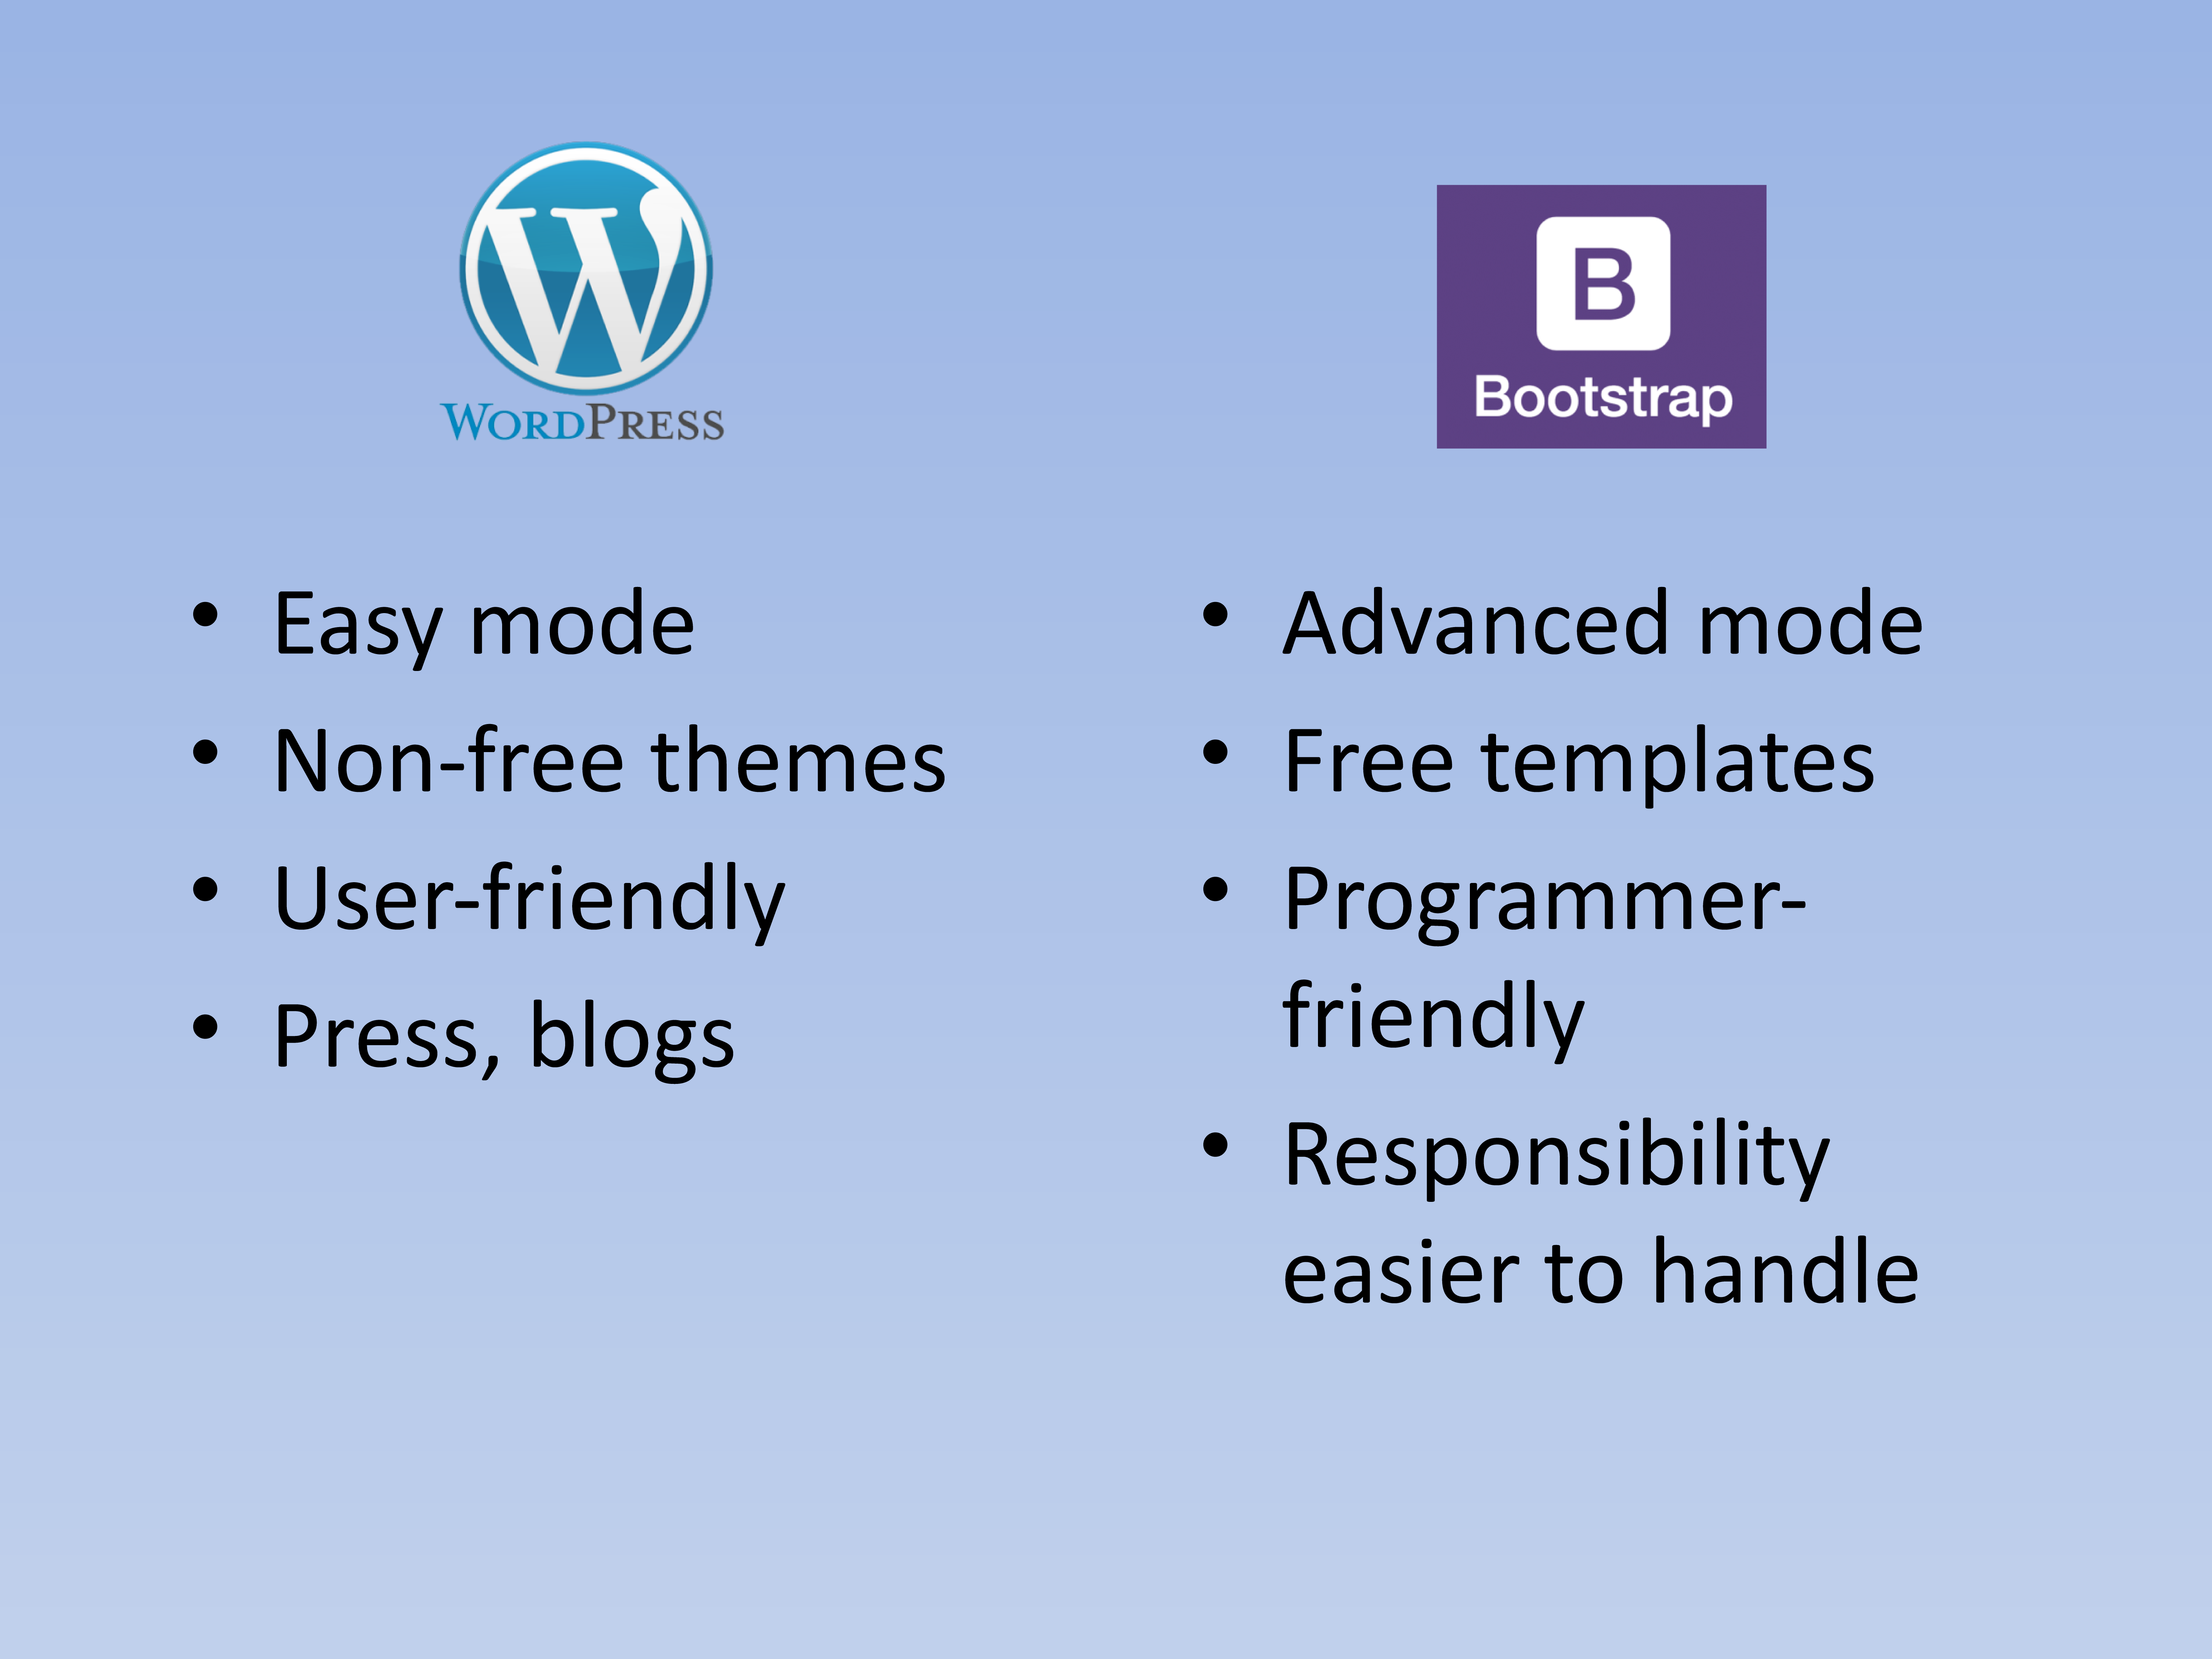 WORDPRESS
• Easy mode
• Non-free themes
• User-friendly
• Press, blogs
B
Bootstrap
• Advanced mode
• Free templates
• Programmer-
friendly
• Responsibility
easier to handle